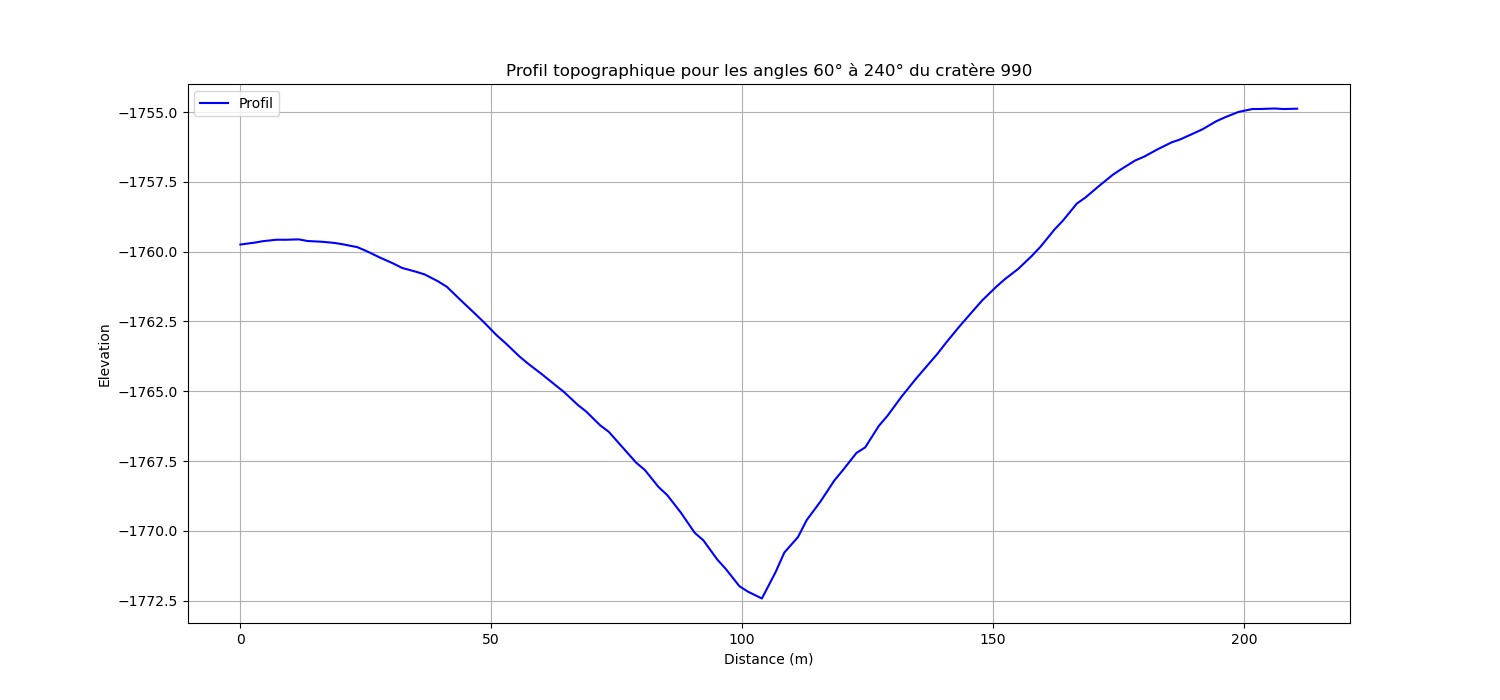 Profil topographique pour les angles 60° à 240° du cratère 990
Profil
−1755.0
−1757.5
−1760.0
−1762.5
−1765.0
−1767.5
−1770.0
−1772.5
Elevation
0 50 100 150 200
Distance (m)